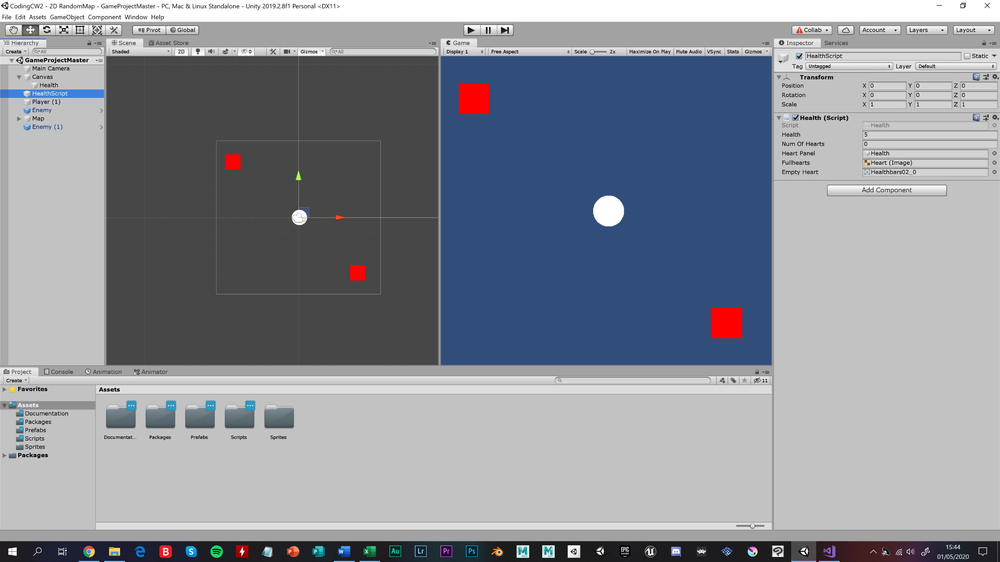 CodingCW2 - 2D RandomMap - GameProjectMaster - PC, Mac & Linux Standalone - Unity 2019.2.8f1 Personal <DX11>
File Edit Assets GameObject Component Window Help
Pivot Global Collab Account Layers Layout
Hierarchy
Create All
GameProjectMaster
Main Camera
Canvas
Health
HealthScript
Player (1)
Enemy
Map
Enemy (1)
Scene Asset Store
Shaded 2D 0 Gizmos All
Game
Display 1 Free Aspect Scale 2x Maximize On Play Mute Audio VSync Stats Gizmos
Inspector Services
HealthScript Static
Tag Untagged Layer Default
Transform
Position X 0 Y 0 Z 0
Rotation X 0 Y 0 Z 0
Scale X 1 Y 1 Z 1
Health (Script)
Script Health
Health 5
Num Of Hearts 0
Heart Panel Health
Fullhearts Heart (Image)
Empty Heart Healthbars02_0
Add Component
Project Console Animation Animator
Create 11
Favorites
Assets
Documentation
Packages
Prefabs
Scripts
Sprites
Packages
Assets
Documentat... Packages Prefabs Scripts Sprites
B S P P W X Au Lr Pr Ps M M EPIC GAMES
15:44
01/05/2020